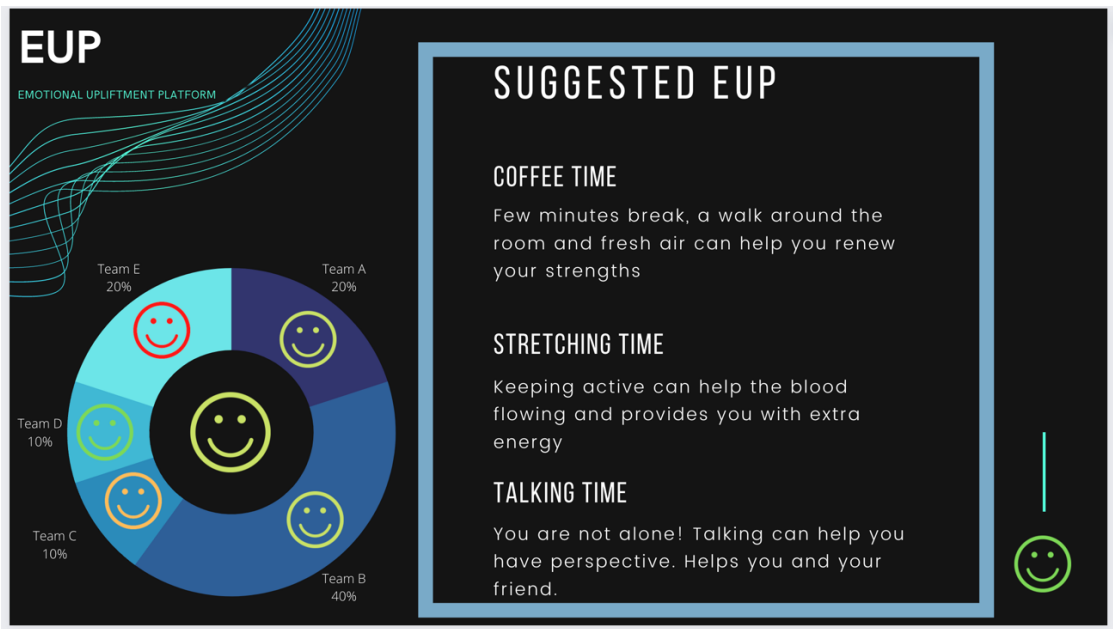 EUP
EMOTIONAL UPLIFTMENT PLATFORM
Team E
20%
Team A
20%
Team D
10%
Team C
10%
Team B
40%
SUGGESTED EUP
COFFEE TIME
Few minutes break, a walk around the
room and fresh air can help you renew
your strengths
STRETCHING TIME
Keeping active can help the blood
flowing and provides you with extra
energy
TALKING TIME
You are not alone! Talking can help you
have perspective. Helps you and your
friend.